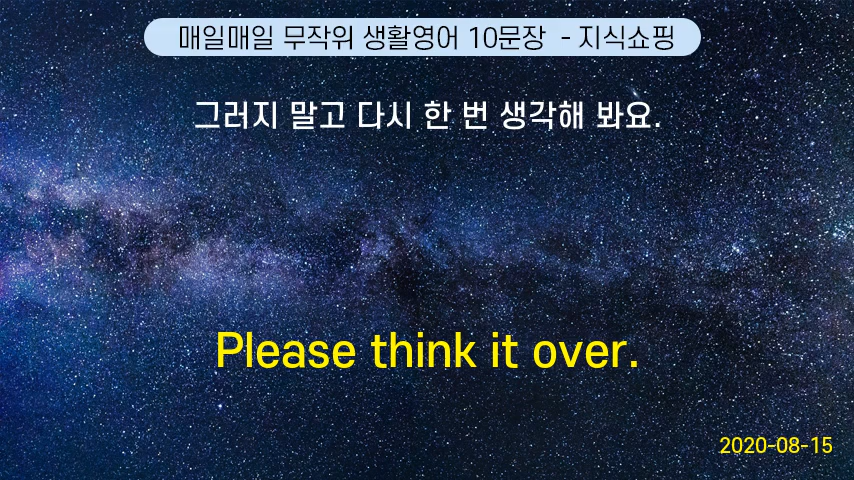 매일매일 무작위 생활영어 10문장 - 지식쇼핑
그러지 말고 다시 한 번 생각해 봐요.
Please think it over.
2020-08-15